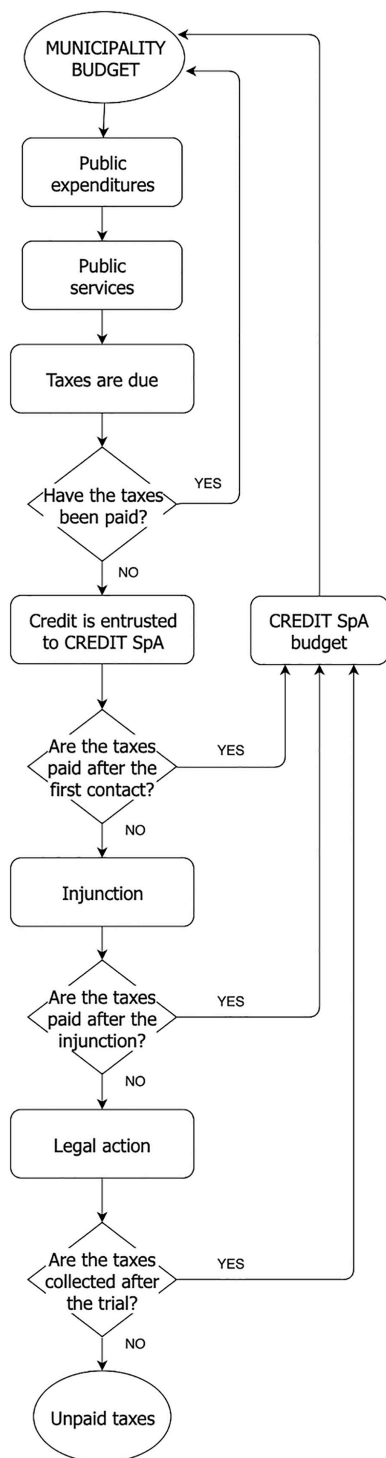 MUNICIPALITY
BUDGET
Public
expenditures
Public
services
Taxes are due
Have the taxes
been paid?
YES
NO
Credit is entrusted
to CREDIT SpA
CREDIT SpA
budget
Are the taxes
paid after the
first contact?
YES
NO
Injunction
Are the taxes
paid after the
injunction?
YES
NO
Legal action
Are the taxes
collected after
the trial?
YES
NO
Unpaid taxes